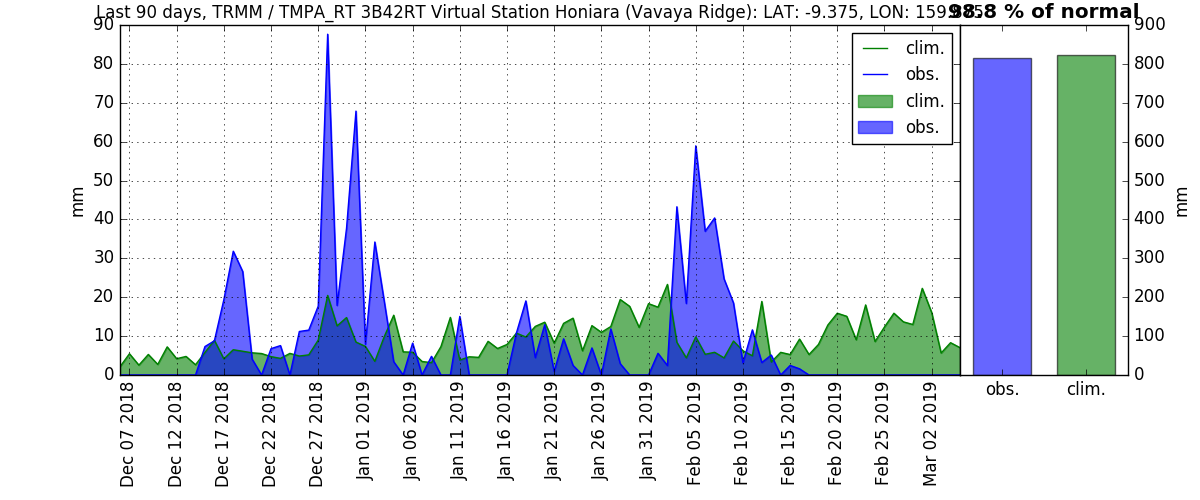 Last 90 days, TRMM / TMPA_RT 3B42RT Virtual Station Honiara (Vavaya Ridge): LAT: -9.375, LON:
98.8 % of normal
90
80
70
60
50
40
30
20
10
0
mm
clim.
obs.
clim.
obs.
Dec 07 2018
Dec 12 2018
Dec 17 2018
Dec 22 2018
Dec 27 2018
Jan 01 2019
Jan 06 2019
Jan 11 2019
Jan 16 2019
Jan 21 2019
Jan 26 2019
Jan 31 2019
Feb 05 2019
Feb 10 2019
Feb 15 2019
Feb 20 2019
Feb 25 2019
Mar 02 2019
900
800
700
600
500
400
300
200
100
0
mm
obs.
clim.